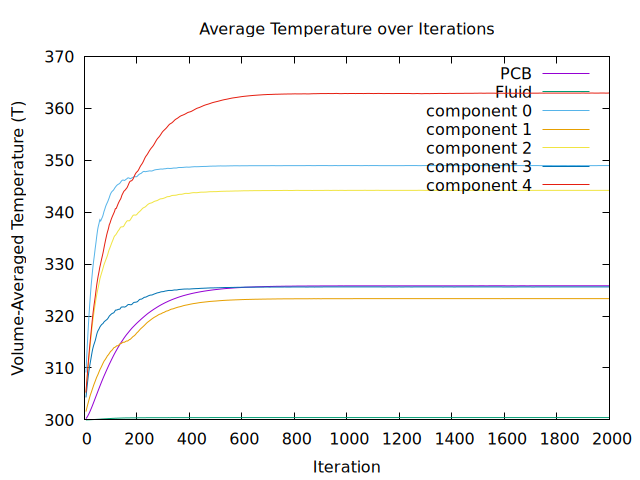 Average Temperature over Iterations
Volume-Averaged Temperature (T)
370
360
350
340
330
320
310
300
PCB
Fluid
component 0
component 1
component 2
component 3
component 4
0 200 400 600 800 1000 1200 1400 1600 1800 2000
Iteration